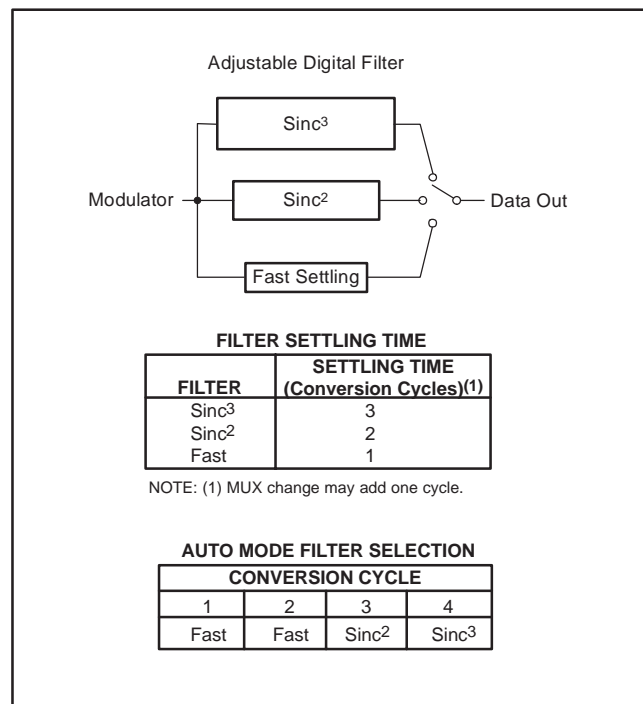 Adjustable Digital Filter
Sinc³
Modulator
Sinc²
Data Out
Fast Settling
FILTER SETTLING TIME
FILTER SETTLING TIME (Conversion Cycles)(1)
Sinc³ 3
Sinc² 2
Fast 1
NOTE: (1) MUX change may add one cycle.
AUTO MODE FILTER SELECTION
CONVERSION CYCLE
1 2 3 4
Fast Fast Sinc² Sinc³